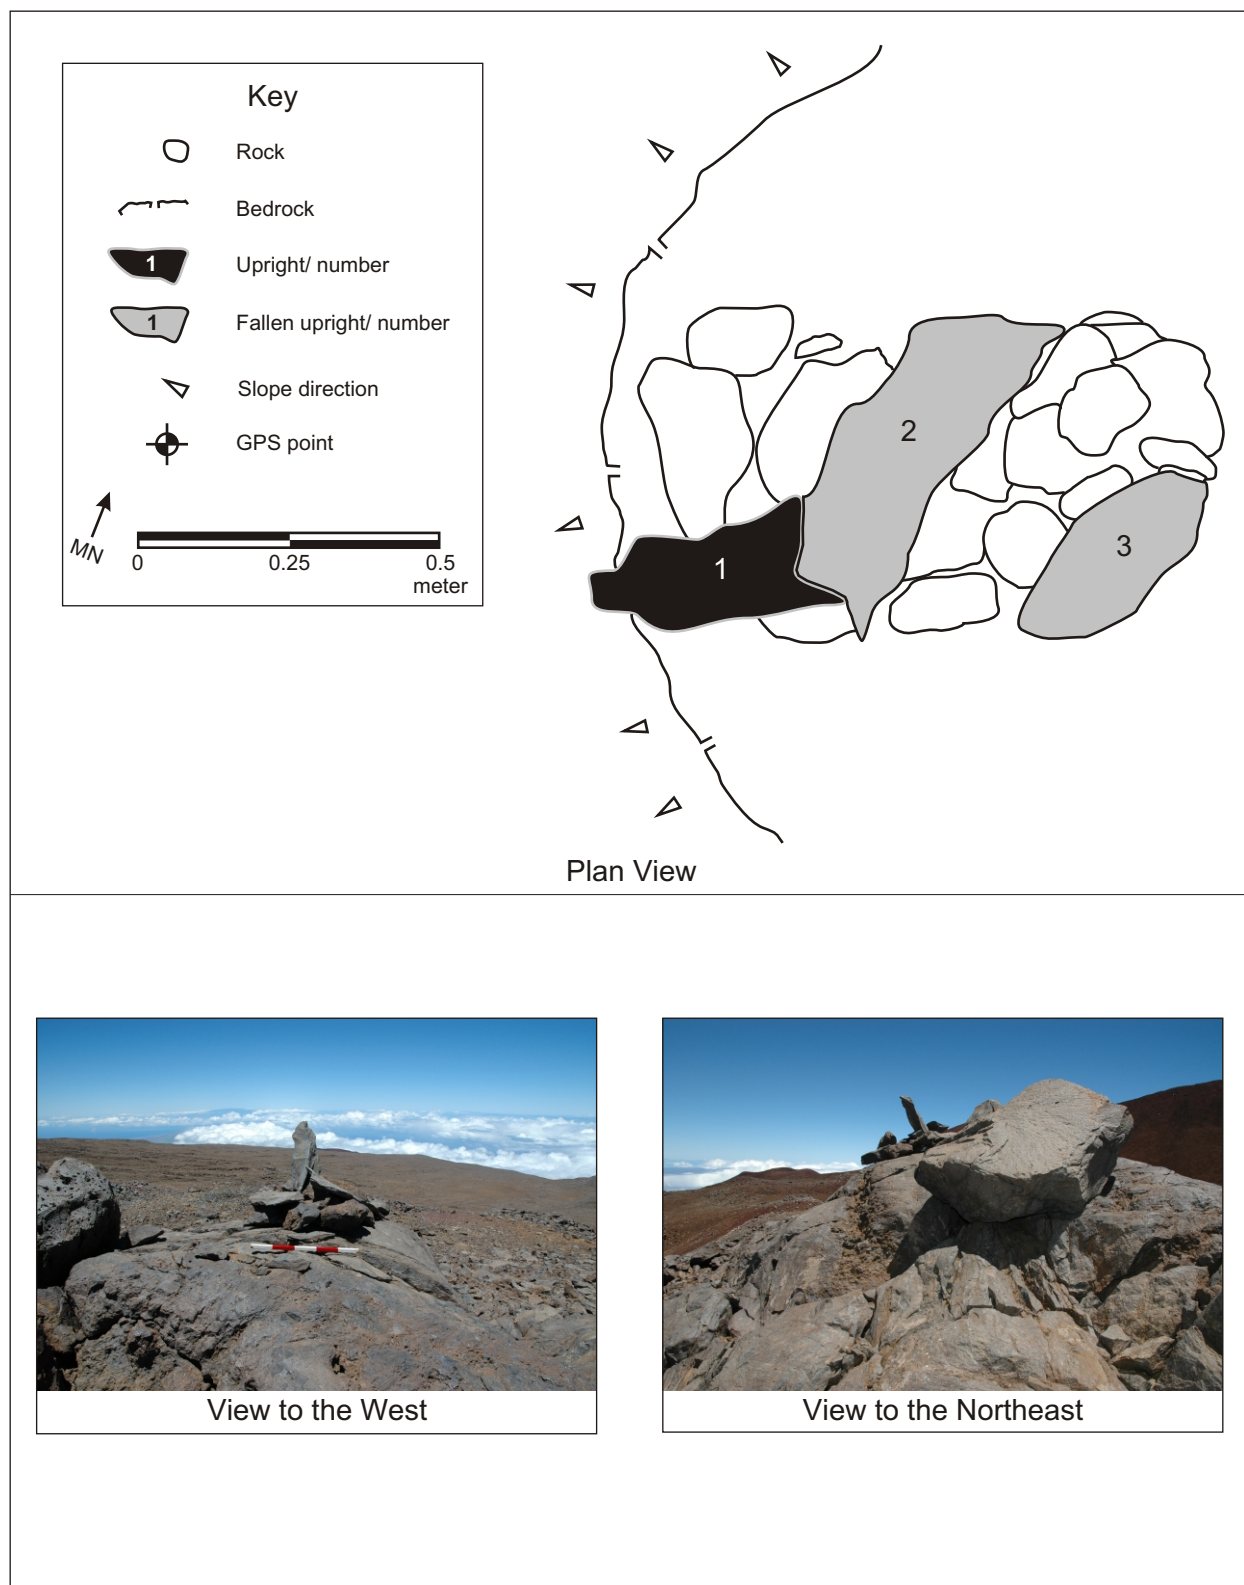 Key
Rock
Bedrock
1
Upright/ number
1
Fallen upright/ number
Slope direction
GPS point
MN
0 0.25 0.5
meter
2
1
3
Plan View
View to the West
View to the Northeast